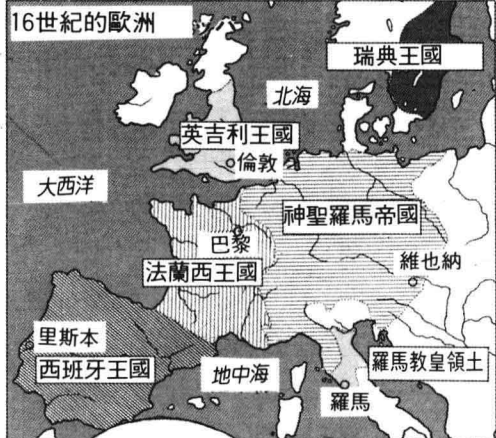 16世紀的歐洲
瑞典王國
北海
英吉利王國
倫敦
大西洋
神聖羅馬帝國
巴黎
維也納
法蘭西王國
里斯本
西班牙王國
地中海
羅馬教皇領土
羅馬